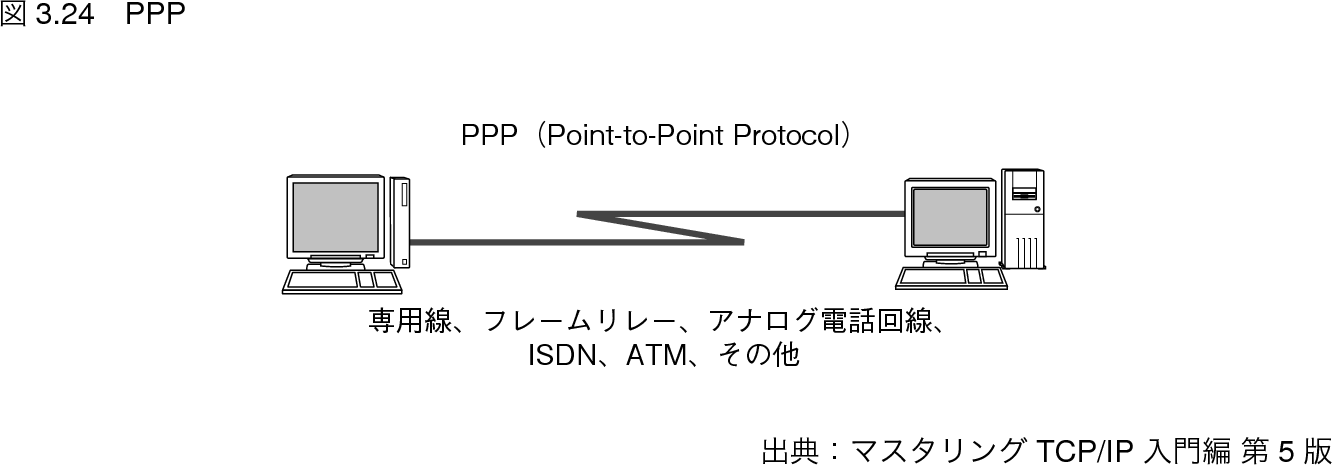 図 3.24　PPP
PPP（Point-to-Point Protocol）
専用線、フレームリレー、アナログ電話回線、
ISDN、ATM、その他
出典：マスタリング TCP/IP 入門編 第 5 版